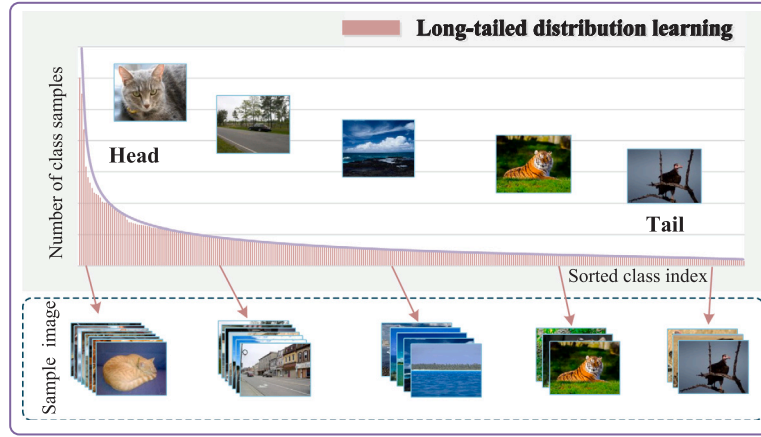 Long-tailed distribution learning
Number of class samples
Head
Tail
Sorted class index
Sample image